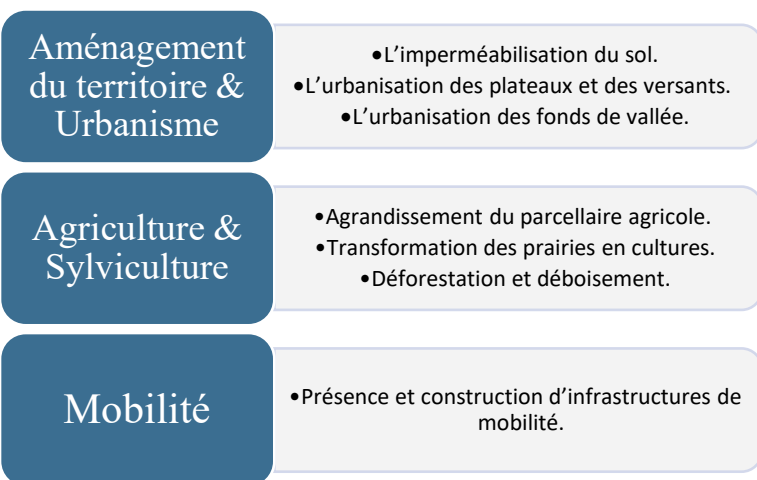 Aménagement
du territoire &
Urbanisme
•L’imperméabilisation du sol.
•L’urbanisation des plateaux et des versants.
•L’urbanisation des fonds de vallée.
Agriculture &
Sylviculture
•Agrandissement du parcellaire agricole.
•Transformation des prairies en cultures.
•Déforestation et déboisement.
Mobilité
•Présence et construction d’infrastructures de
mobilité.